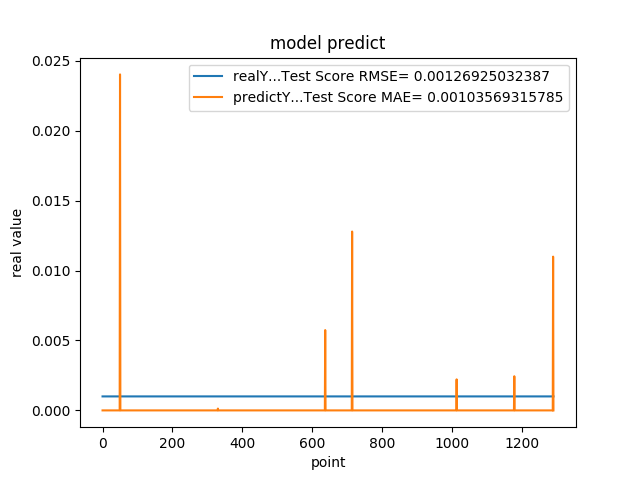 model predict
realY...Test Score RMSE= 0.00126925032387
predictY...Test Score MAE= 0.00103569315785
0.025
0.020
0.015
0.010
0.005
0.000
real value
0 200 400 600 800 1000 1200
point